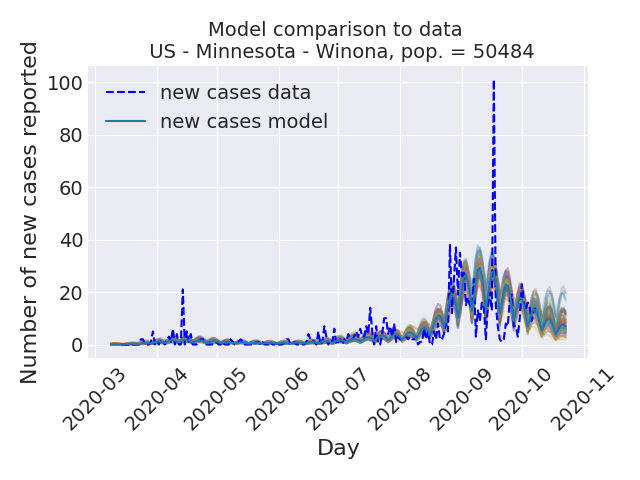 Model comparison to data
US - Minnesota - Winona, pop. = 50484
Number of new cases reported
100
80
60
40
20
0
new cases data
new cases model
2020-03
2020-04
2020-05
2020-06
2020-07
2020-08
2020-09
2020-10
2020-11
Day